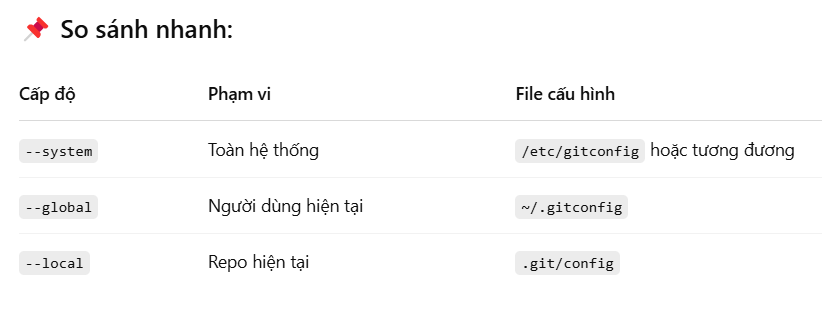 📌 So sánh nhanh:
Cấp độ Phạm vi File cấu hình
--system Toàn hệ thống /etc/gitconfig hoặc tương đương
--global Người dùng hiện tại ~/.gitconfig
--local Repo hiện tại .git/config